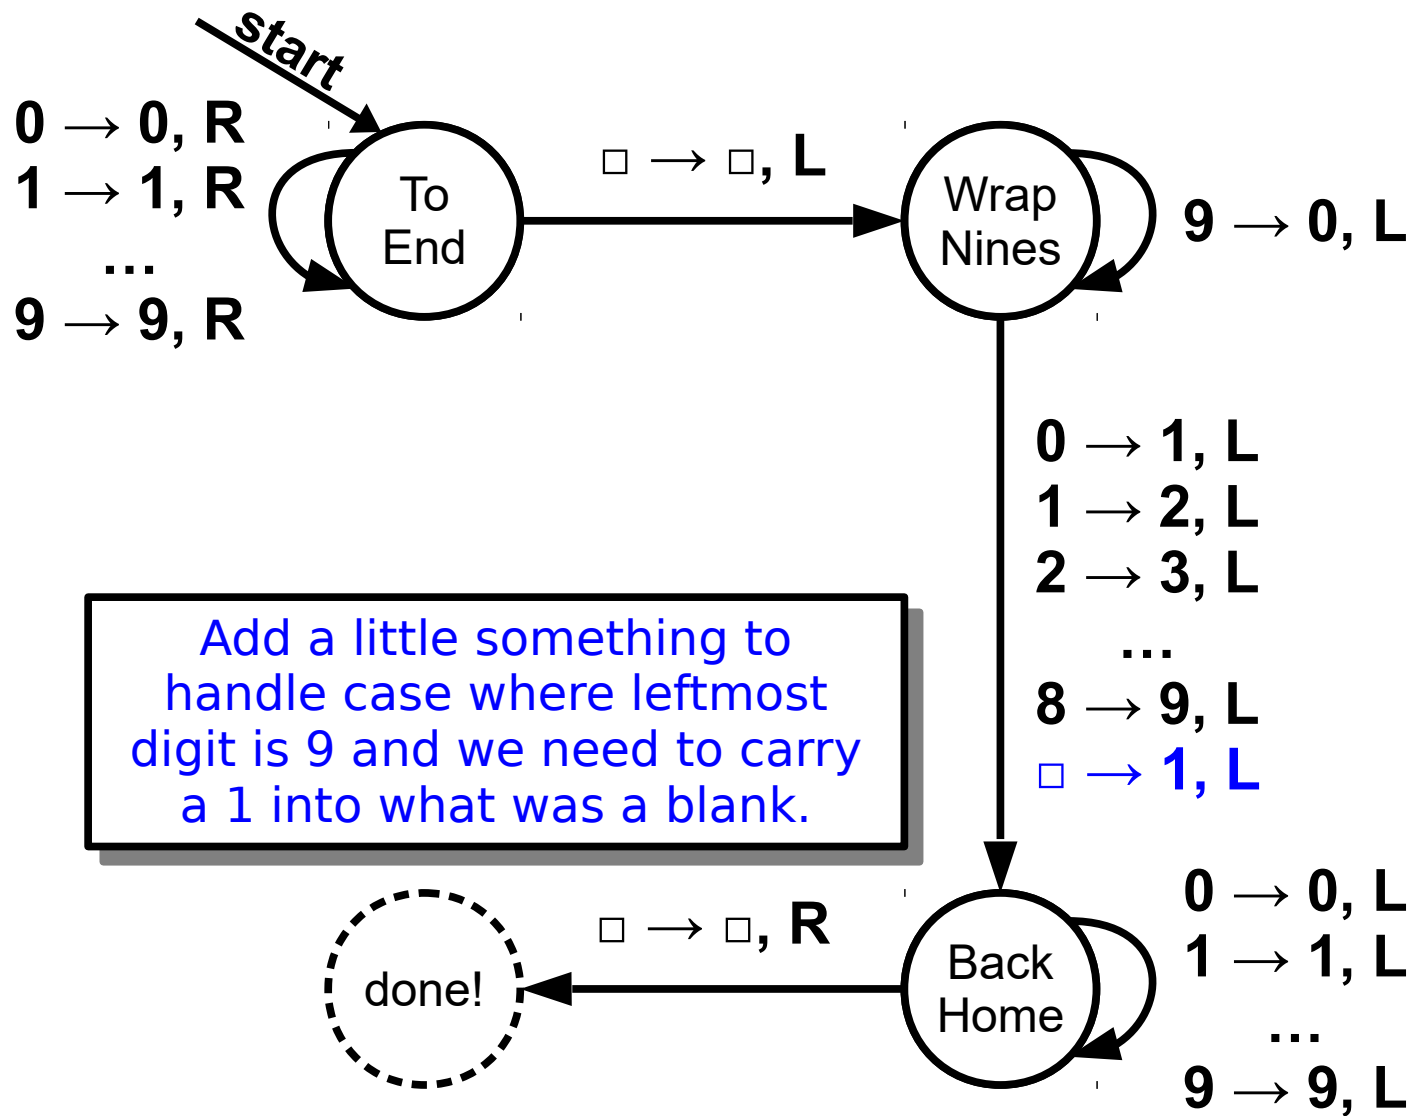 start
0 → 0, R
1 → 1, R
…
9 → 9, R
To
End
□ → □, L
Wrap
Nines
9 → 0, L
0 → 1, L
1 → 2, L
2 → 3, L
…
8 → 9, L
□ → 1, L
Add a little something to
handle case where leftmost
digit is 9 and we need to carry
a 1 into what was a blank.
done!
□ → □, R
Back
Home
0 → 0, L
1 → 1, L
…
9 → 9, L